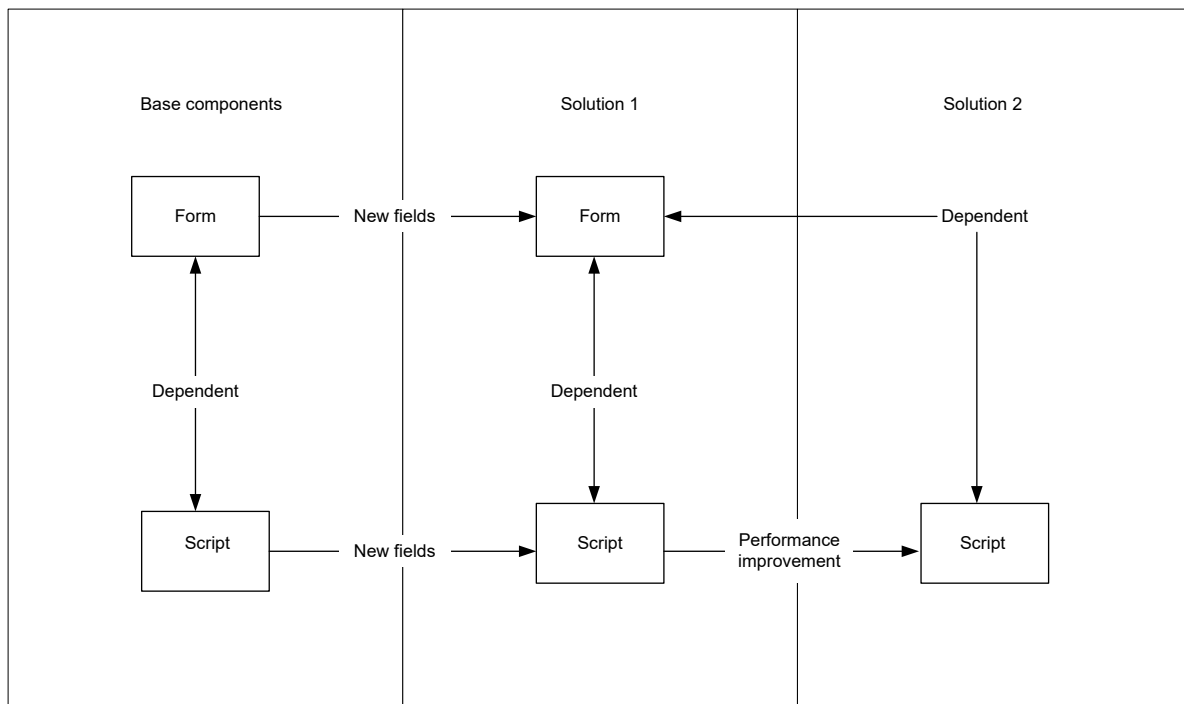 Base components
Solution 1
Solution 2
Form
New fields
Form
Dependent
Dependent
Dependent
Script
New fields
Script
Performance
improvement
Script